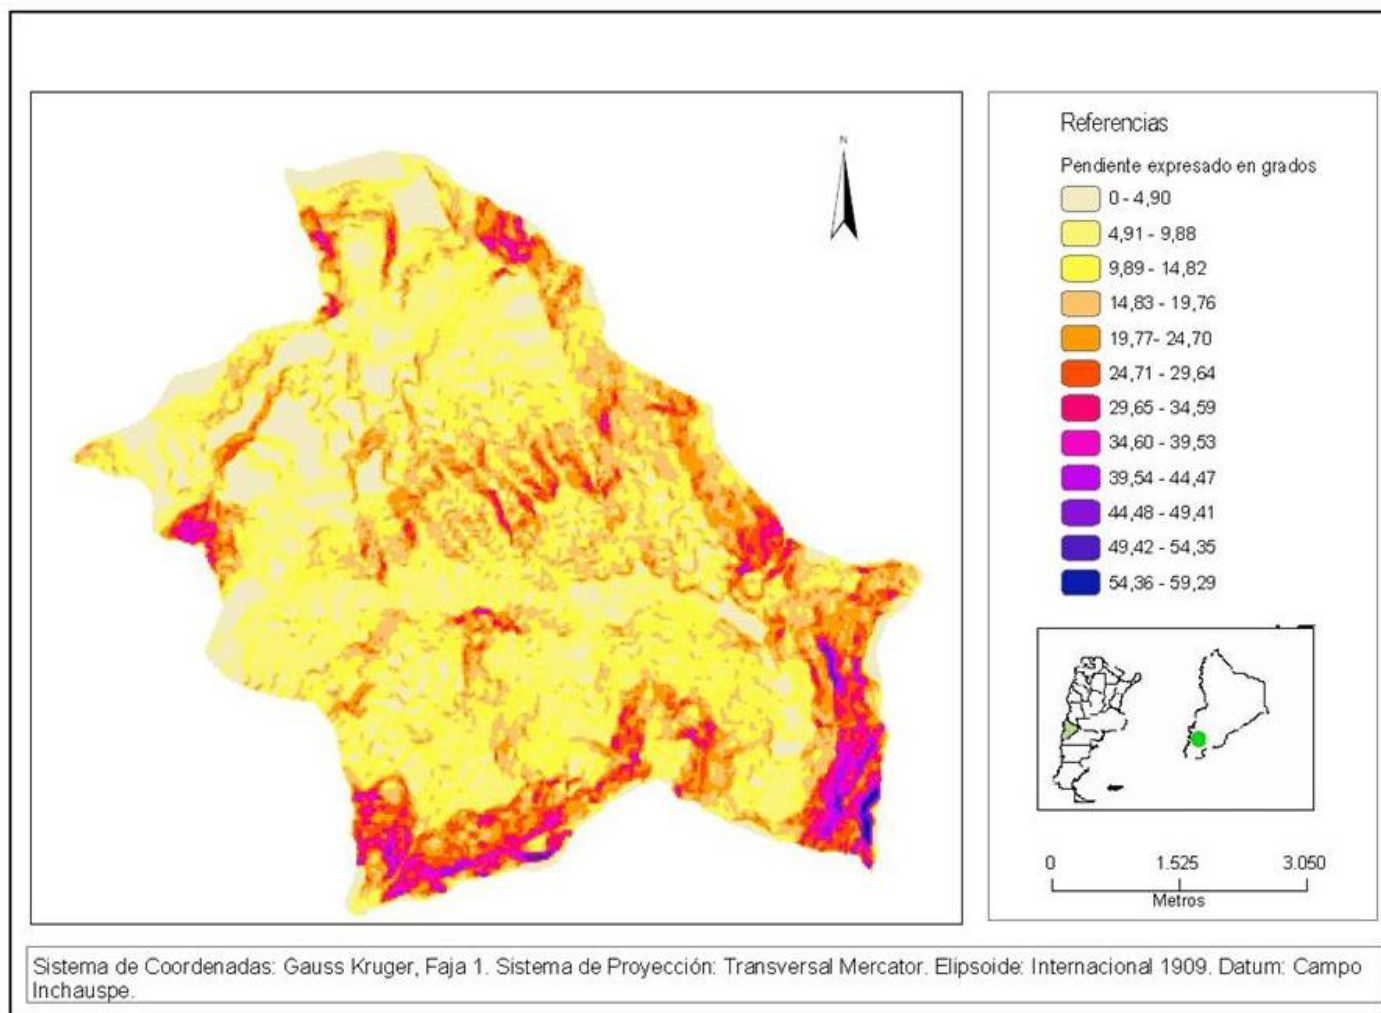 N
Referencias
Pendiente expresado en grados
0 - 4,90
4,91 - 9,88
9,89 - 14,82
14,83 - 19,76
19,77- 24,70
24,71 - 29,64
29,65 - 34,59
34,60 - 39,53
39,54 - 44,47
44,48 - 49,41
49,42 - 54,35
54,36 - 59,29
0 1.525 3.050
Metros
Sistema de Coordenadas: Gauss Kruger, Faja 1. Sistema de Proyección: Transversal Mercator. Elipsoide: Internacional 1909. Datum: Campo
Inchauspe.